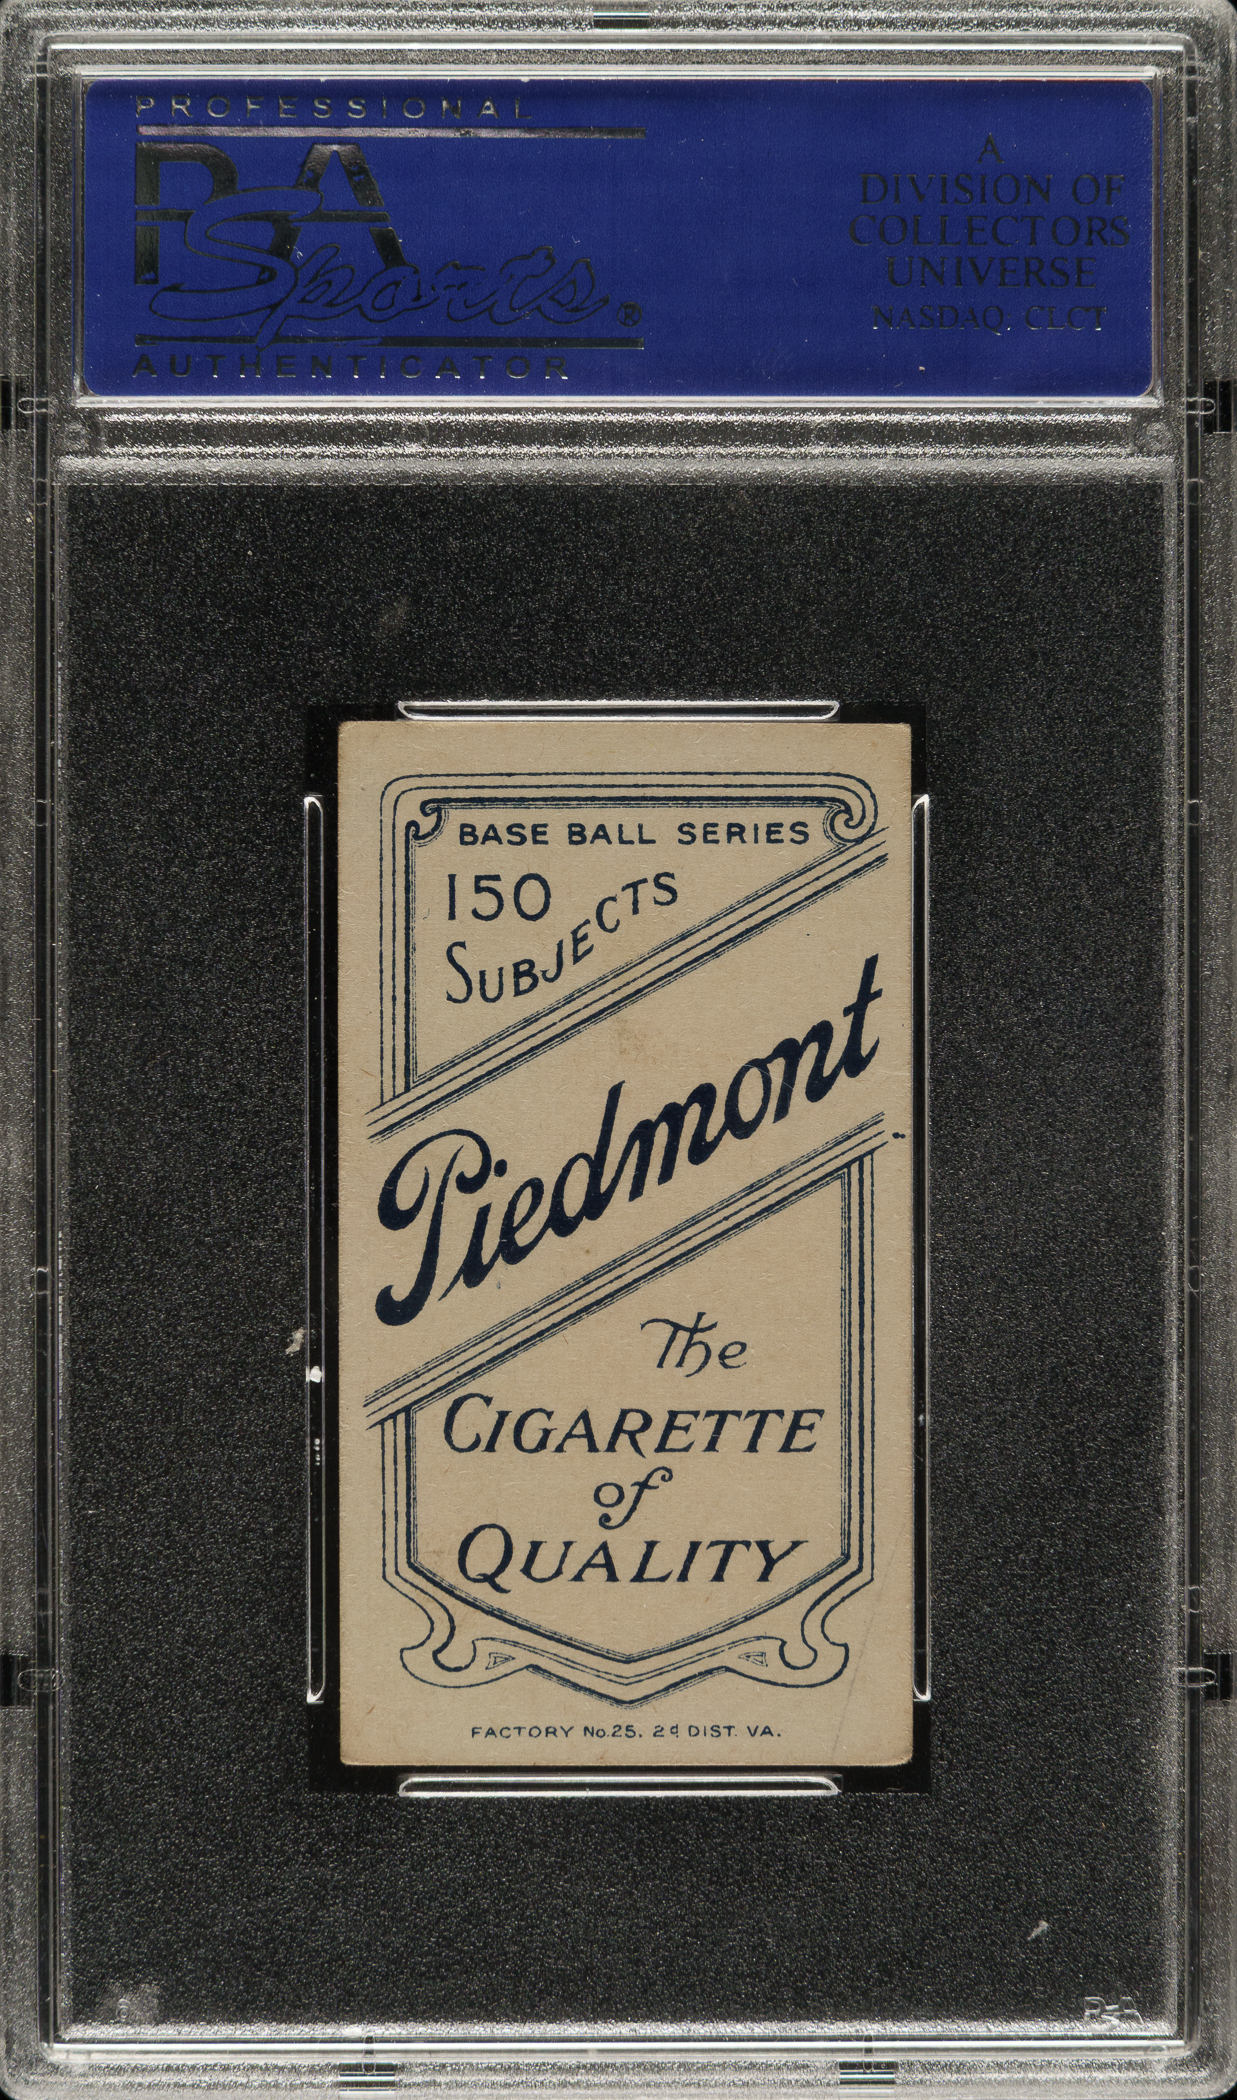 PROFESSIONAL
PSA
Sports®
AUTHENTICATOR
A
DIVISION OF
COLLECTORS
UNIVERSE
NASDAQ: CLCT
BASE BALL SERIES
150
SUBJECTS
Piedmont
The
CIGARETTE
of
QUALITY
FACTORY No.25, 2d DIST. VA.
PSA